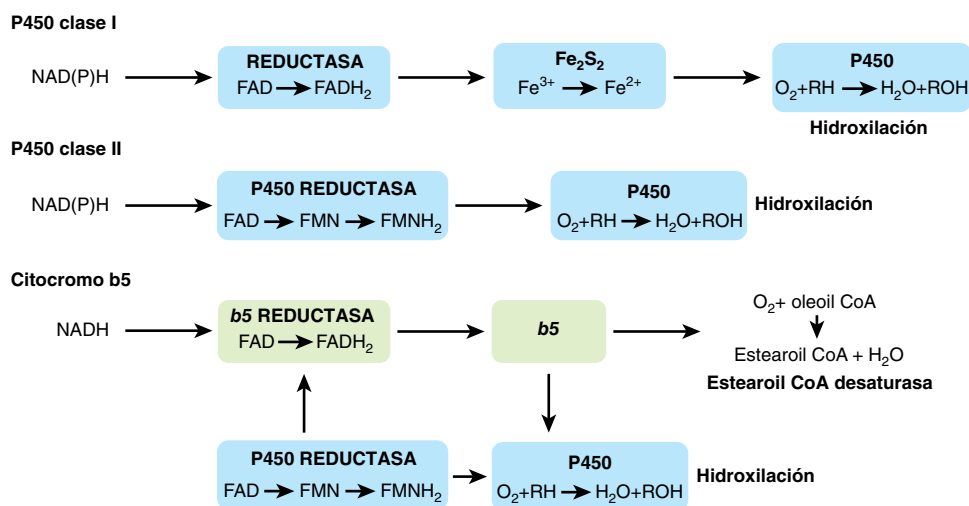 P450 clase I
NAD(P)H
REDUCTASA
FAD → FADH₂
Fe₂S₂
Fe³⁺ → Fe²⁺
P450
O₂+RH → H₂O+ROH
Hidroxilación
P450 clase II
NAD(P)H
P450 REDUCTASA
FAD → FMN → FMNH₂
P450
O₂+RH → H₂O+ROH
Hidroxilación
Citocromo b5
NADH
b5 REDUCTASA
FAD → FADH₂
b5
O₂+ oleoil CoA
Estearoil CoA + H₂O
Estearoil CoA desaturasa
P450 REDUCTASA
FAD → FMN → FMNH₂
P450
O₂+RH → H₂O+ROH
Hidroxilación